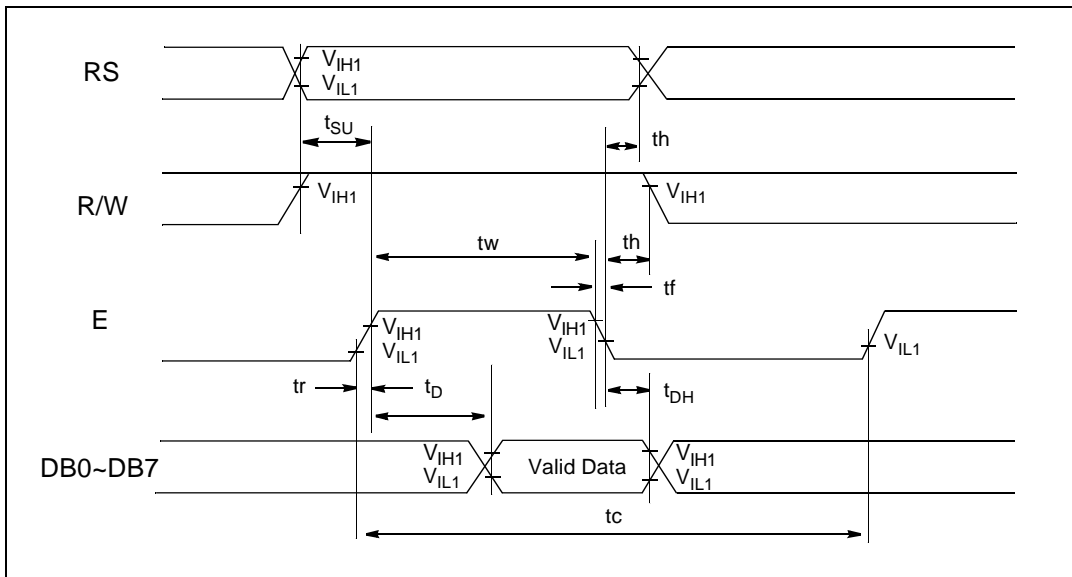 RS
VIH1
VIL1
tSU
th
R/W
VIH1
VIH1
tw
th
tf
E
VIH1
VIL1
VIH1
VIL1
VIL1
tr
tD
tDH
DB0~DB7
VIH1
VIL1
Valid Data
VIH1
VIL1
tc